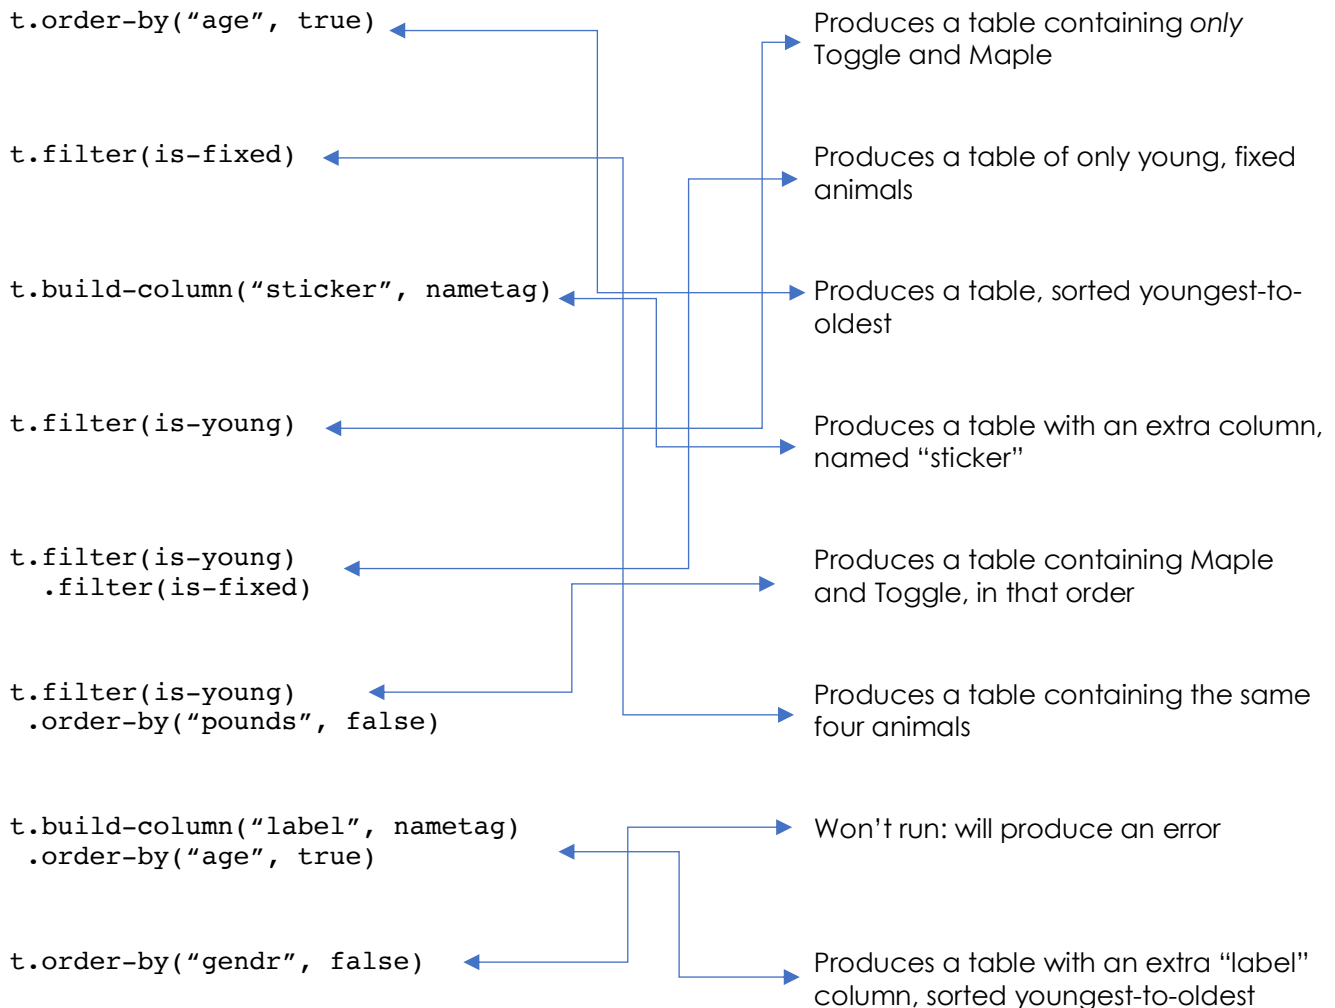 t.order-by(“age”, true)
Produces a table containing only
Toggle and Maple
t.filter(is-fixed)
Produces a table of only young, fixed
animals
t.build-column(“sticker”, nametag)
Produces a table, sorted youngest-to-
oldest
t.filter(is-young)
Produces a table with an extra column,
named “sticker”
t.filter(is-young)
.filter(is-fixed)
Produces a table containing Maple
and Toggle, in that order
t.filter(is-young)
.order-by(“pounds”, false)
Produces a table containing the same
four animals
t.build-column(“label”, nametag)
.order-by(“age”, true)
Won’t run: will produce an error
t.order-by(“gendr”, false)
Produces a table with an extra “label”
column, sorted youngest-to-oldest